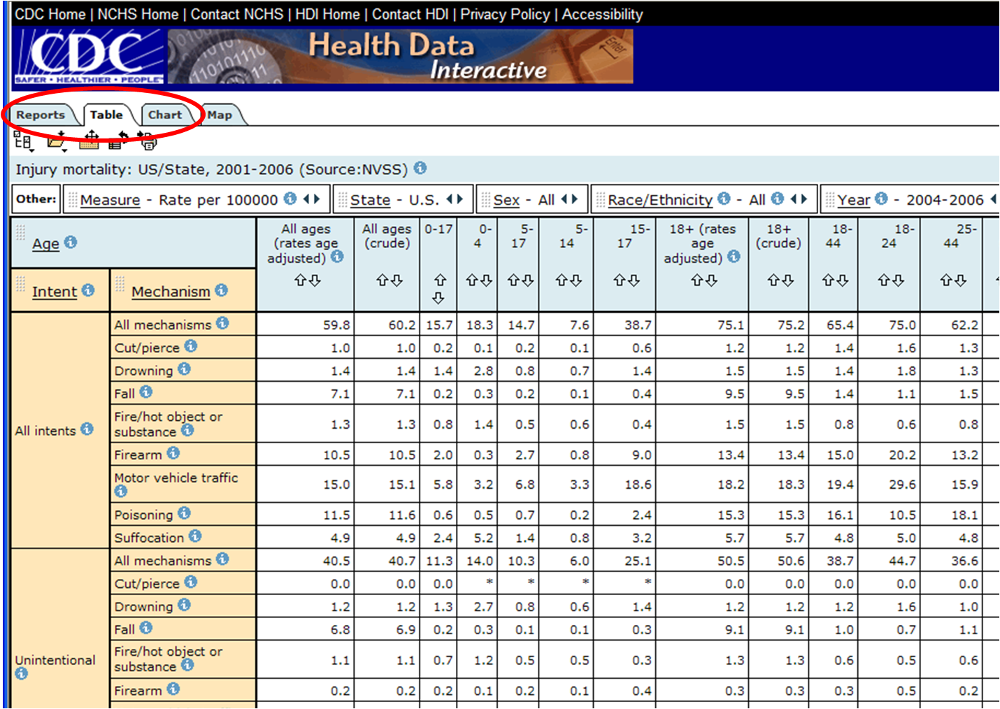 CDC Home | NCHS Home | Contact NCHS | HDI Home | Contact HDI | Privacy Policy | Accessibility
CDC
SAFER • HEALTHIER • PEOPLE™
Health Data
Interactive
Enter
Reports Table Chart Map
Injury mortality: US/State, 2001-2006 (Source:NVSS)
Other: Measure - Rate per 100000 State - U.S. Sex - All Race/Ethnicity - All Year - 2004-2006
Age All ages (rates age adjusted) All ages (crude) 0-17 0-4 5-17 5-14 15-17 18+ (rates age adjusted) 18+ (crude) 18-44 18-24 25-44
Intent Mechanism
All intents
All mechanisms 59.8 60.2 15.7 18.3 14.7 7.6 38.7 75.1 75.2 65.4 75.0 62.2
Cut/pierce 1.0 1.0 0.2 0.1 0.2 0.1 0.6 1.2 1.2 1.4 1.6 1.3
Drowning 1.4 1.4 1.4 2.8 0.8 0.7 1.4 1.5 1.5 1.4 1.8 1.3
Fall 7.1 7.1 0.2 0.3 0.2 0.1 0.4 9.5 9.5 1.4 1.1 1.5
Fire/hot object or substance 1.3 1.3 0.8 1.4 0.5 0.6 0.4 1.5 1.5 0.8 0.6 0.8
Firearm 10.5 10.5 2.0 0.3 2.7 0.8 9.0 13.4 13.4 15.0 20.2 13.2
Motor vehicle traffic 15.0 15.1 5.8 3.2 6.8 3.3 18.6 18.2 18.3 19.4 29.6 15.9
Poisoning 11.5 11.6 0.6 0.5 0.7 0.2 2.4 15.3 15.3 16.1 10.5 18.1
Suffocation 4.9 4.9 2.4 5.2 1.4 0.8 3.2 5.7 5.7 4.8 5.0 4.8
Unintentional
All mechanisms 40.5 40.7 11.3 14.0 10.3 6.0 25.1 50.5 50.6 38.7 44.7 36.6
Cut/pierce 0.0 0.0 0.0 * * * * 0.0 0.0 0.0 0.0 0.0
Drowning 1.2 1.2 1.3 2.7 0.8 0.6 1.4 1.2 1.2 1.2 1.6 1.0
Fall 6.8 6.9 0.2 0.3 0.1 0.1 0.3 9.1 9.1 1.0 0.7 1.1
Fire/hot object or substance 1.1 1.1 0.7 1.2 0.5 0.5 0.3 1.3 1.3 0.6 0.5 0.6
Firearm 0.2 0.2 0.2 0.1 0.2 0.1 0.4 0.3 0.3 0.3 0.5 0.2